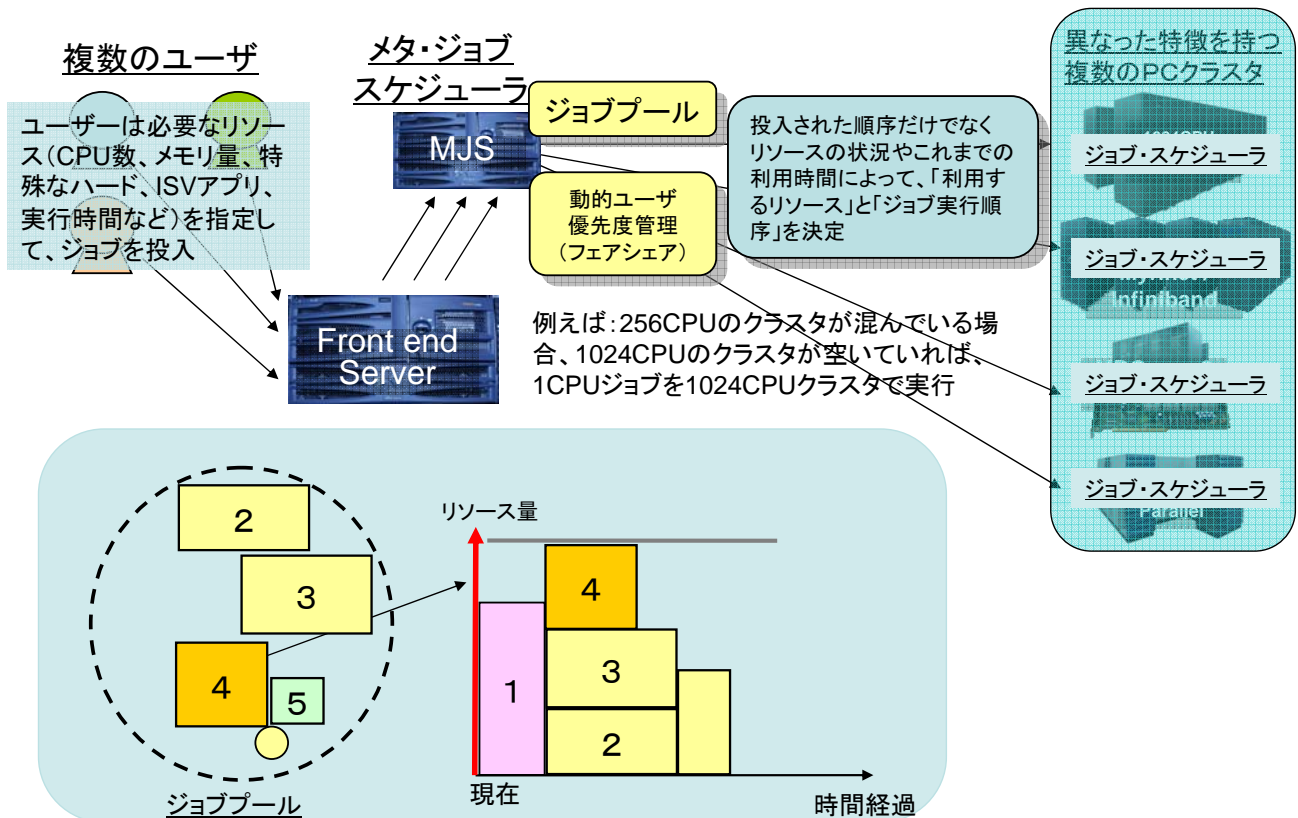 複数のユーザ
ユーザーは必要なリソー
ス(CPU数、メモリ量、特
殊なハード、ISVアプリ、
実行時間など)を指定し
て、ジョブを投入
メタ・ジョブ
スケジューラ
MJS
Front end
Server
ジョブプール
動的ユーザ
優先度管理
(フェアシェア)
投入された順序だけでなく
リソースの状況やこれまでの
利用時間によって、「利用す
るリソース」と「ジョブ実行順
序」を決定
例えば:256CPUのクラスタが混んでいる場
合、1024CPUのクラスタが空いていれば、
1CPUジョブを1024CPUクラスタで実行
異なった特徴を持つ
複数のPCクラスタ
ジョブ・スケジューラ
ジョブ・スケジューラ
Infiniband
ジョブ・スケジューラ
ジョブ・スケジューラ
Parallel
2
3
4
5
ジョブプール
リソース量
4
3
1
2
現在
時間経過